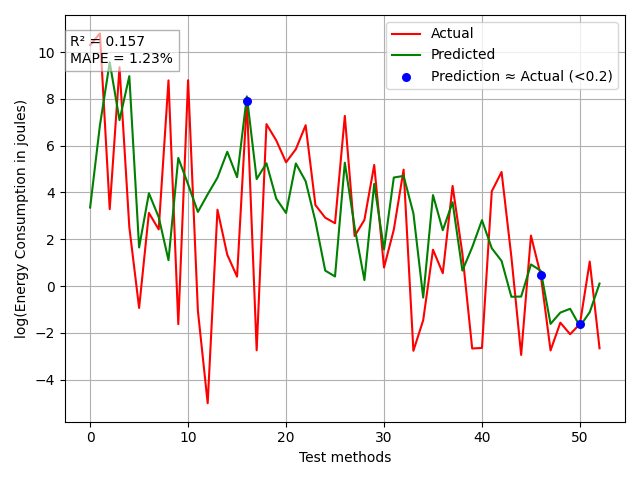 R² = 0.157
MAPE = 1.23%
Actual
Predicted
Prediction ≈ Actual (<0.2)
log(Energy Consumption in joules)
10
8
6
4
2
0
−2
−4
0 10 20 30 40 50
Test methods